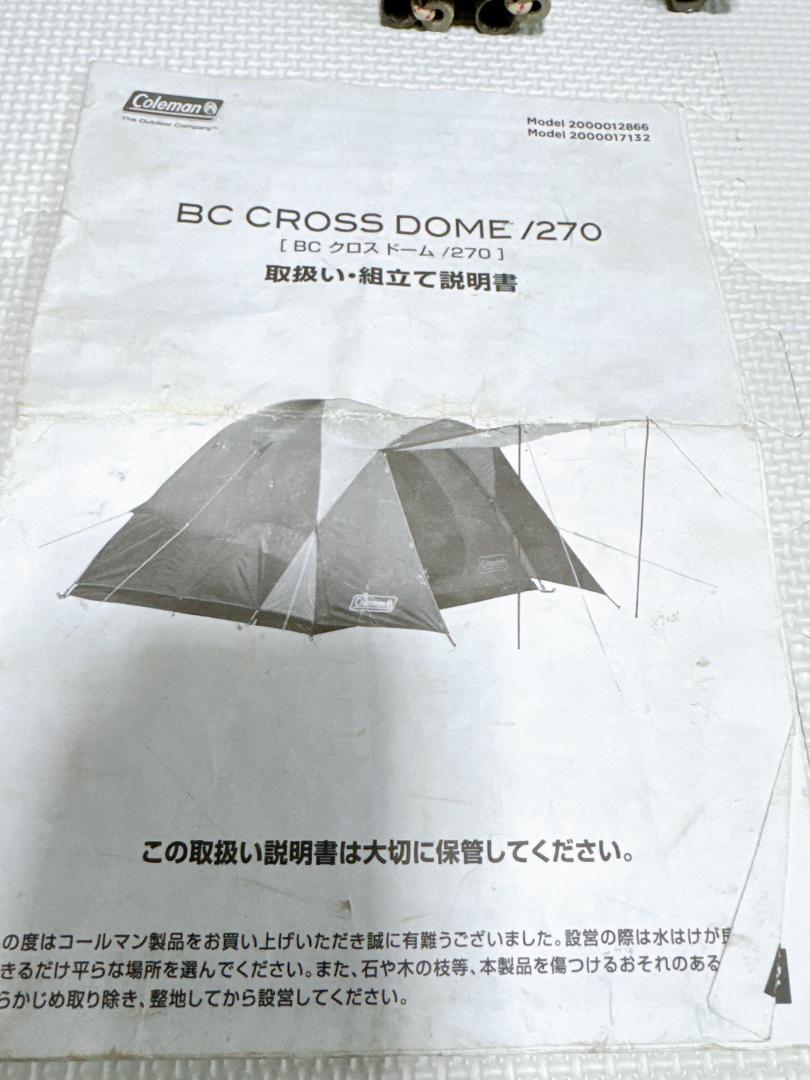 Coleman
The Outdoor Company™
Model 2000012866
Model 2000017132
BC CROSS DOME /270
[ BC クロス ドーム /270 ]
取扱い・組立て説明書
Coleman
この取扱い説明書は大切に保管してください。
の度はコールマン製品をお買い上げいただき誠に有難うございました。設営の際は水はけが良
きるだけ平らな場所を選んでください。また、石や木の枝等、本製品を傷つけるおそれのある
らかじめ取り除き、整地してから設営してください。